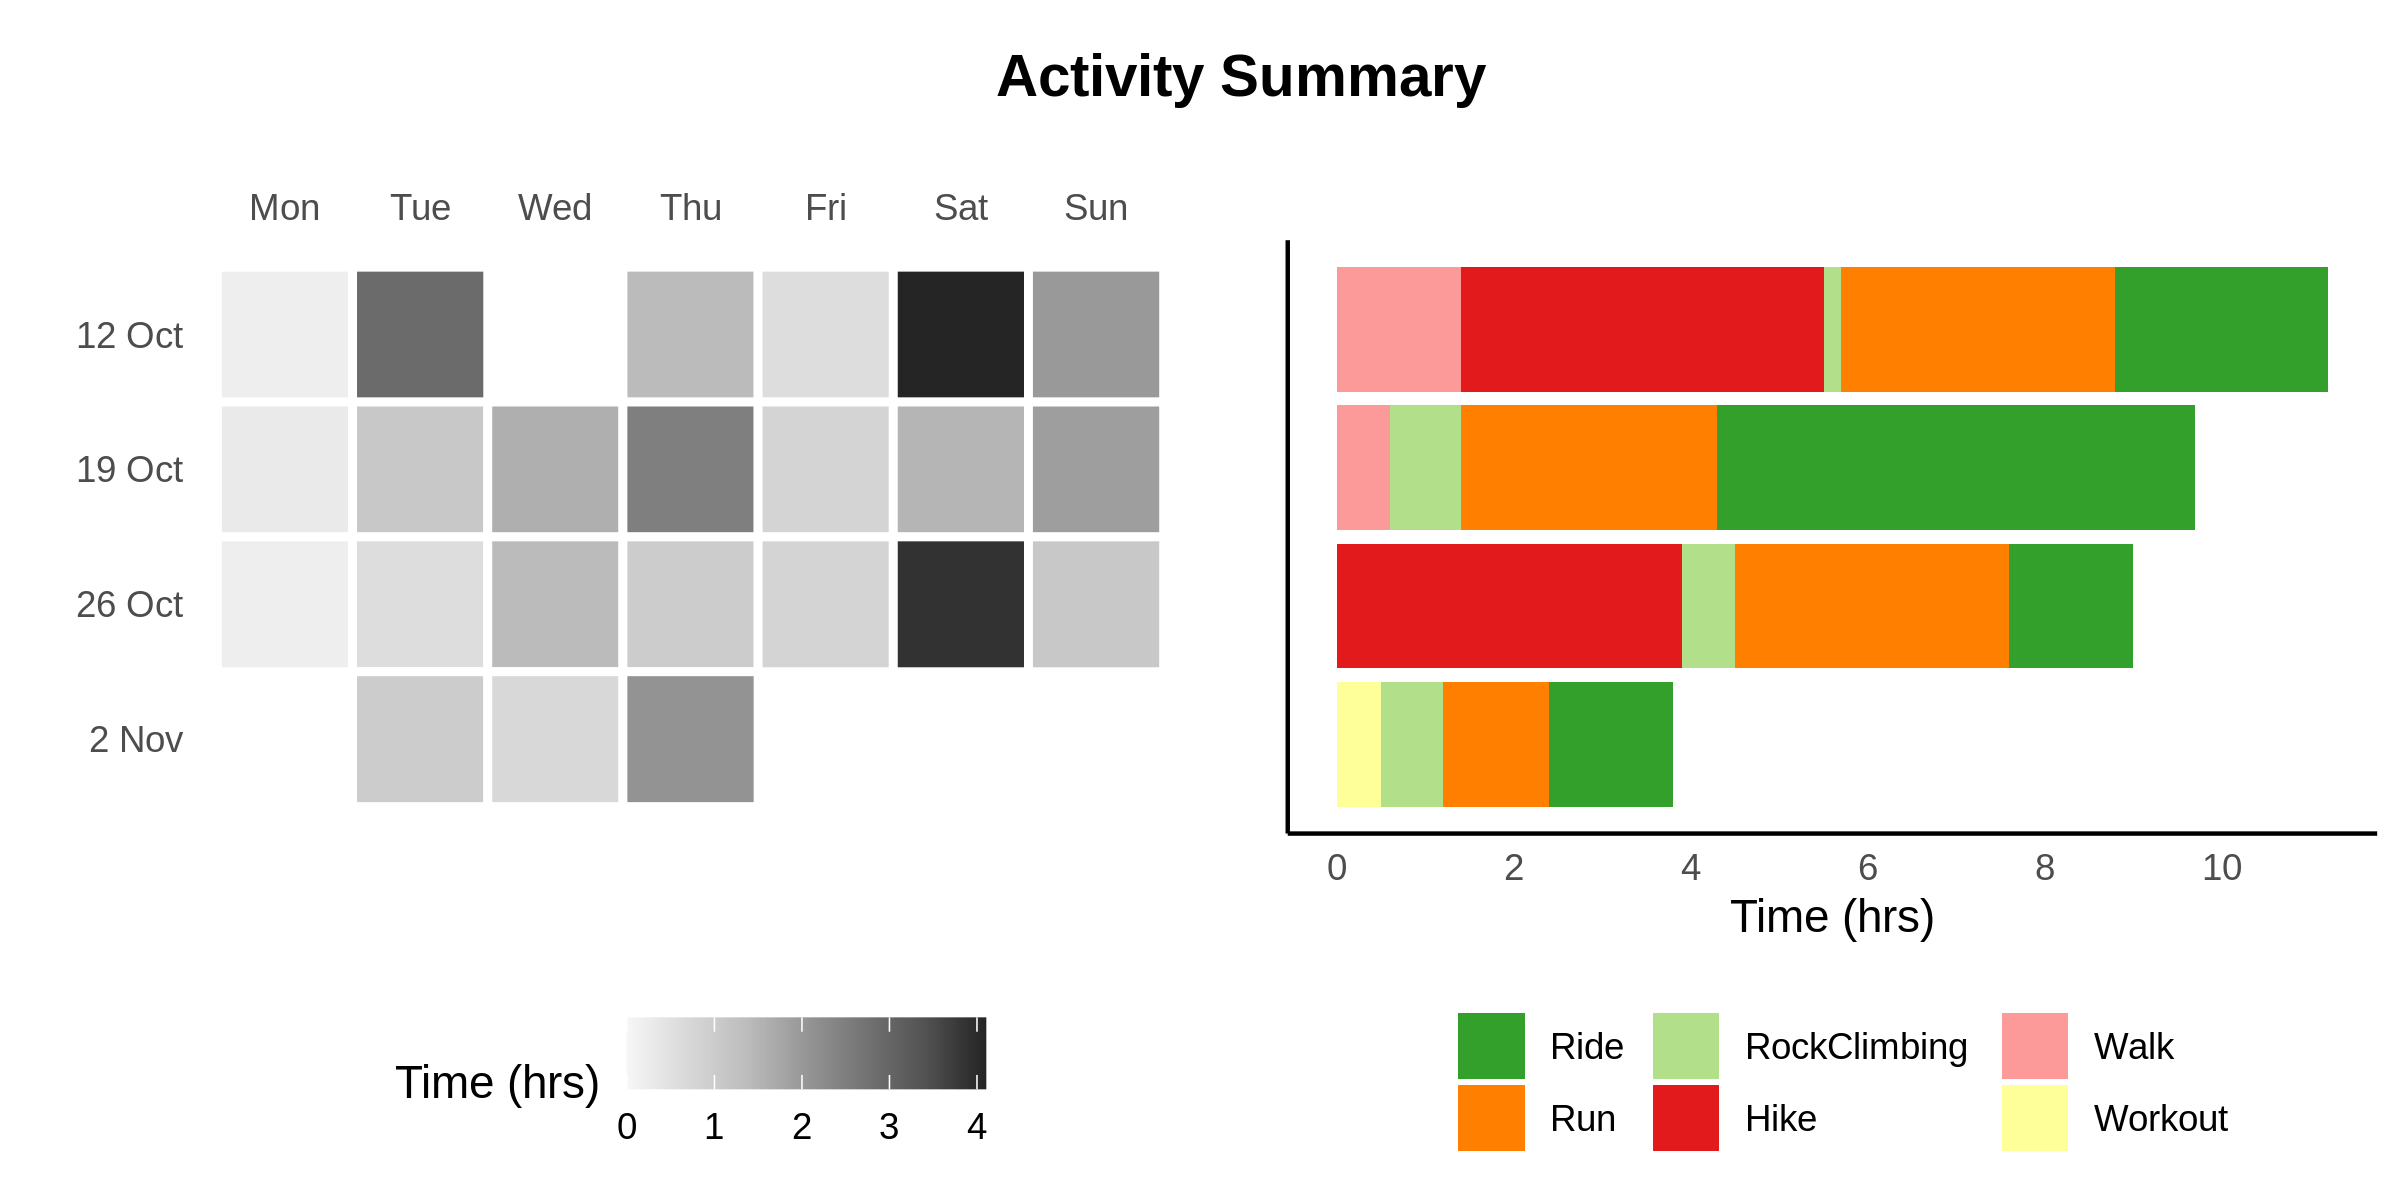 Activity Summary
Mon Tue Wed Thu Fri Sat Sun
12 Oct
19 Oct
26 Oct
2 Nov
0 2 4 6 8 10
Time (hrs)
Time (hrs)
0 1 2 3 4
Ride RockClimbing Walk
Run Hike Workout